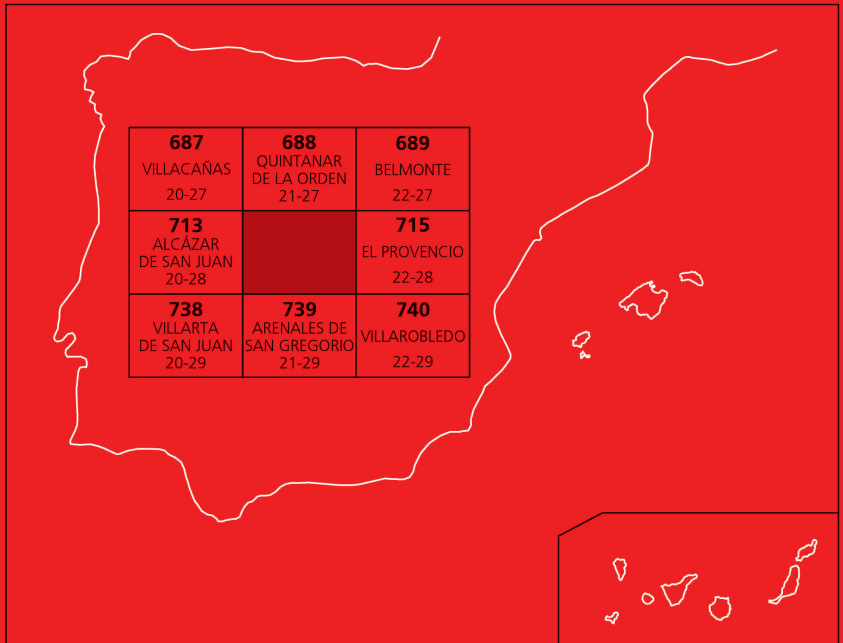 687
VILLACAÑAS
20-27
688
QUINTANAR
DE LA ORDEN
21-27
689
BELMONTE
22-27
713
ALCÁZAR
DE SAN JUAN
20-28
715
EL PROVENCIO
22-28
738
VILLARTA
DE SAN JUAN
20-29
739
ARENALES DE
SAN GREGORIO
21-29
740
VILLAROBLEDO
22-29